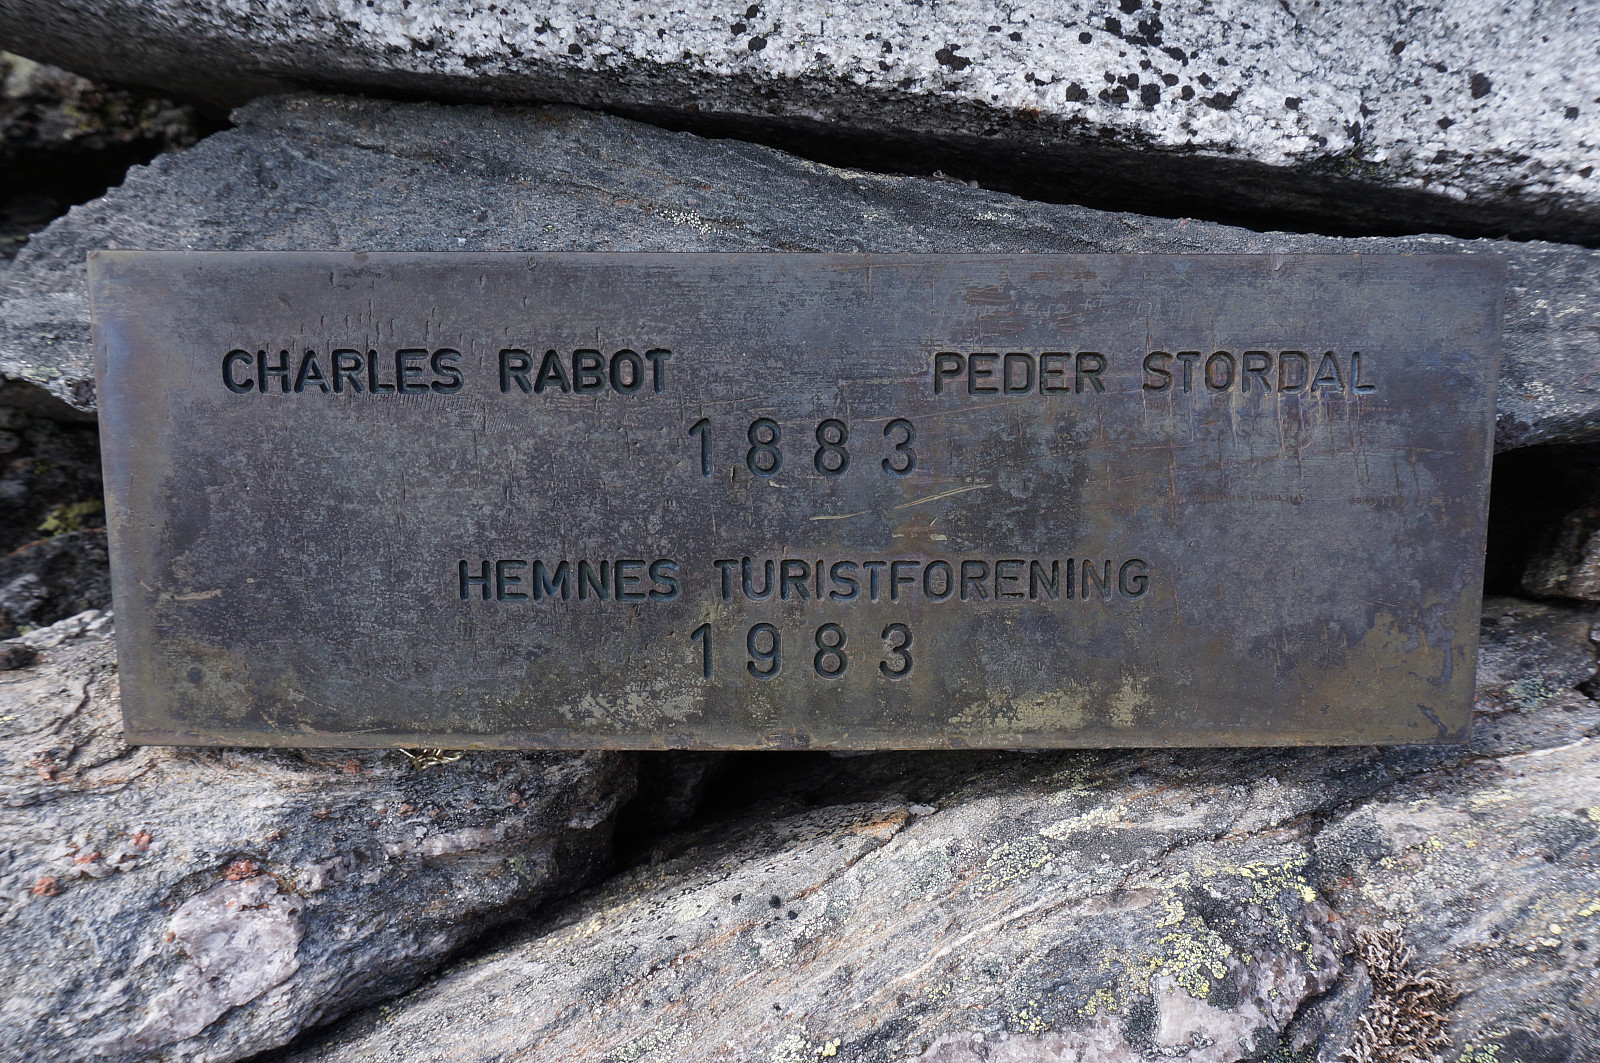 CHARLES RABOT PEDER STORDAL
1883
HEMNES TURISTFORENING
1983